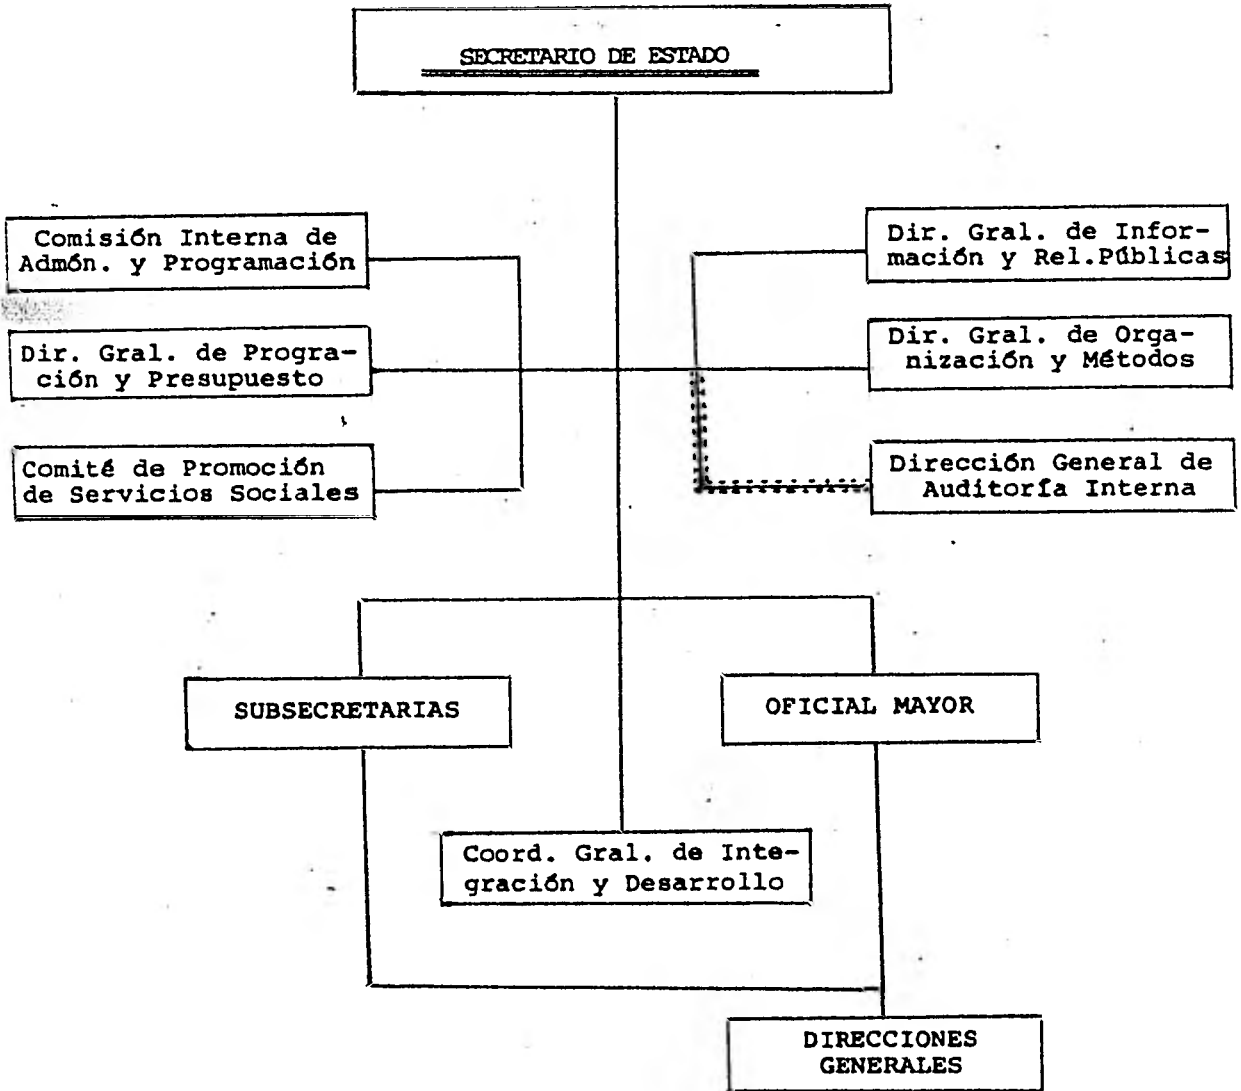 SECRETARIO DE ESTADO
Comisión Interna de
Admón. y Programación
Dir. Gral. de Progra-
ción y Presupuesto
Comité de Promoción
de Servicios Sociales
Dir. Gral. de Infor-
mación y Rel.Públicas
Dir. Gral. de Orga-
nización y Métodos
Dirección General de
Auditoría Interna
SUBSECRETARIAS
OFICIAL MAYOR
Coord. Gral. de Inte-
gración y Desarrollo
DIRECCIONES
GENERALES